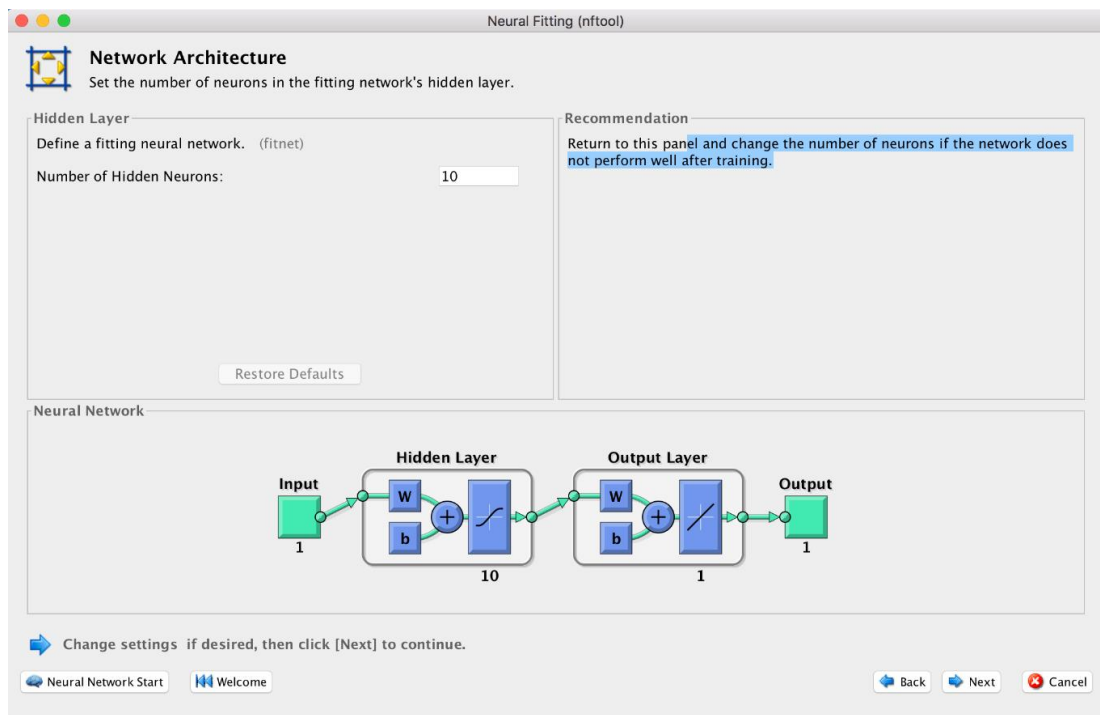 Neural Fitting (nftool)
Network Architecture
Set the number of neurons in the fitting network's hidden layer.
Hidden Layer
Define a fitting neural network. (fitnet)
Number of Hidden Neurons: 10
Restore Defaults
Recommendation
Return to this panel and change the number of neurons if the network does
not perform well after training.
Neural Network
Hidden Layer
Output Layer
Input
Output
W
b
+
W
b
+
1
10
1
1
Change settings if desired, then click [Next] to continue.
Neural Network Start
Welcome
Back
Next
Cancel